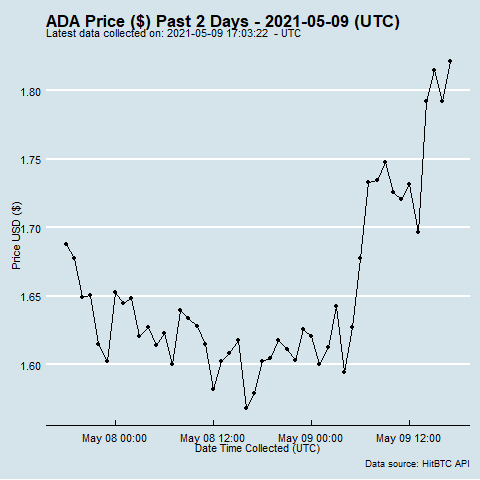 ADA Price ($) Past 2 Days - 2021-05-09 (UTC)
Latest data collected on: 2021-05-09 17:03:22 - UTC
1.80
1.75
1.70
1.65
1.60
Price USD ($)
May 08 00:00
May 08 12:00
May 09 00:00
May 09 12:00
Date Time Collected (UTC)
Data source: HitBTC API